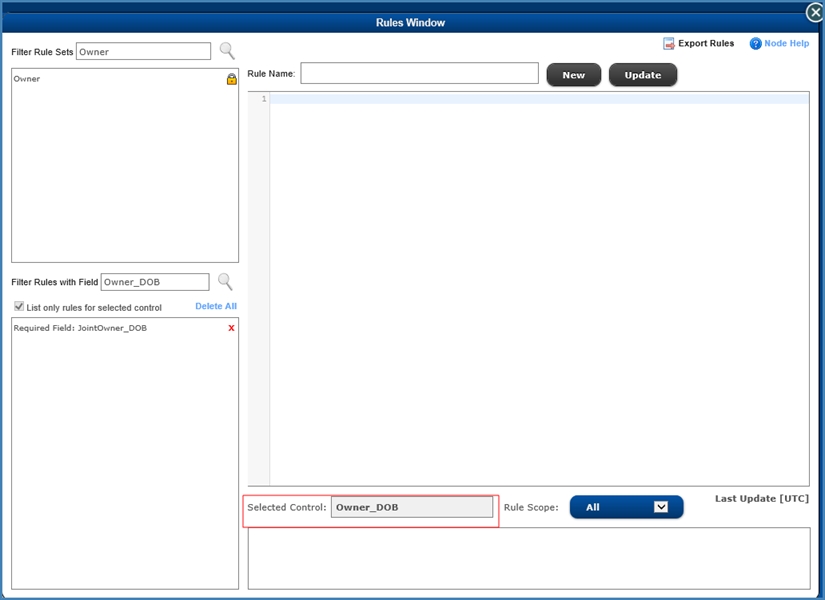 Rules Window
Filter Rule Sets Owner
Export Rules
Node Help
Owner
Rule Name:
New
Update
1
Filter Rules with Field Owner_DOB
List only rules for selected control
Delete All
Required Field: JointOwner_DOB
X
Selected Control: Owner_DOB
Rule Scope: All
Last Update [UTC]